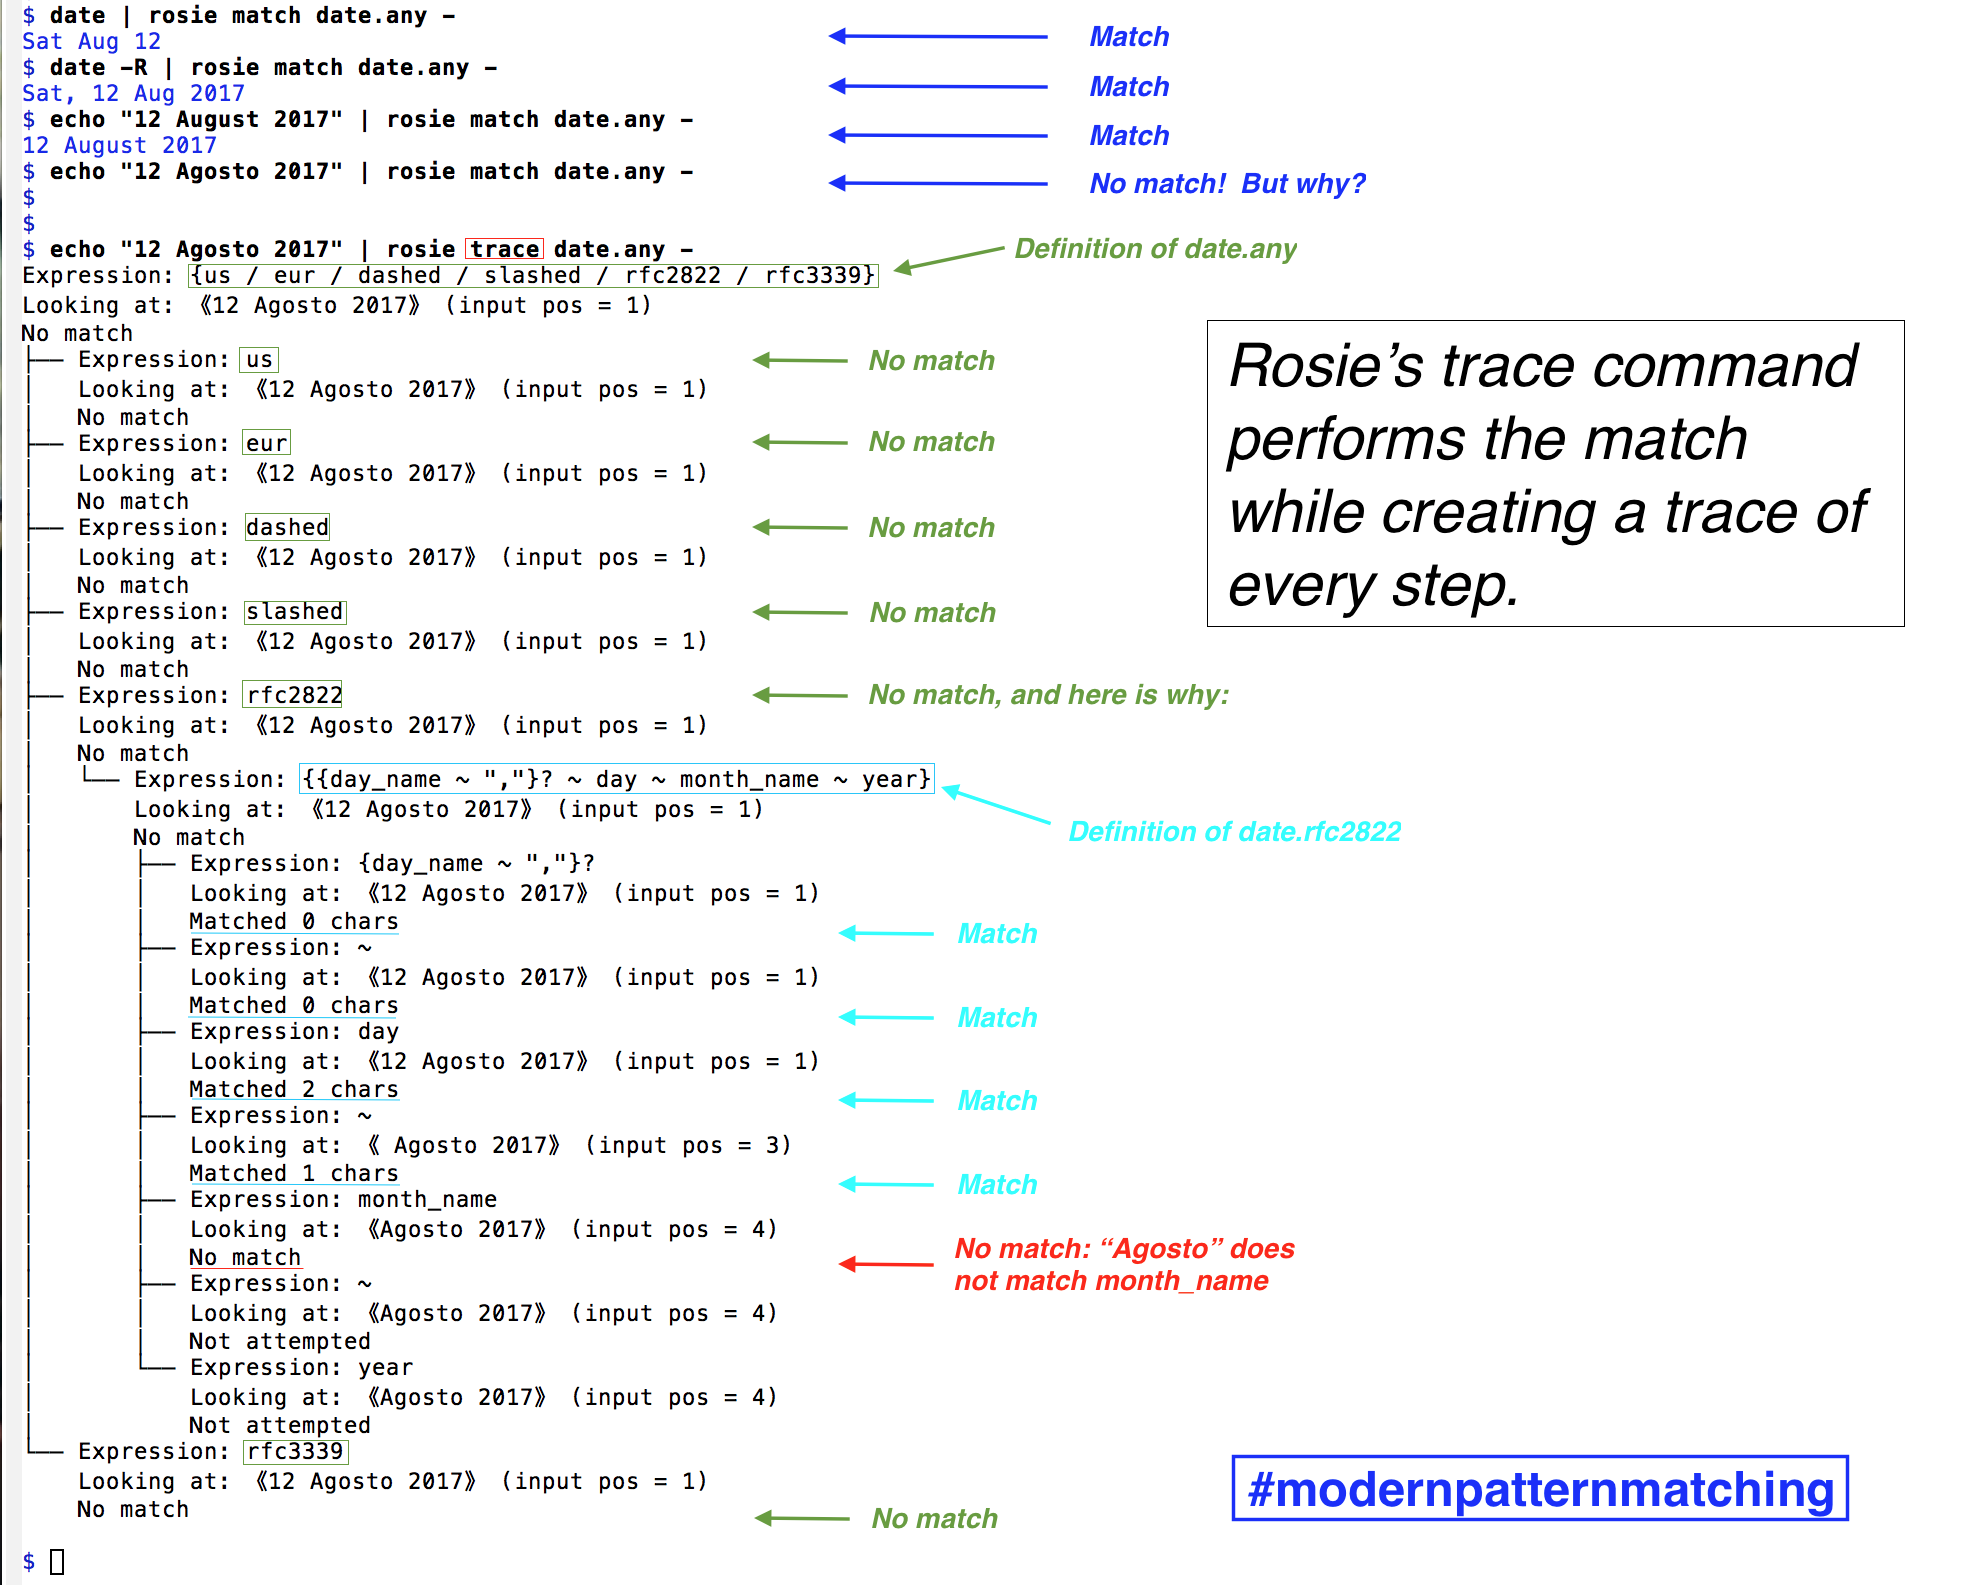 $ date | rosie match date.any -
Sat Aug 12
Match
$ date -R | rosie match date.any -
Sat, 12 Aug 2017
Match
$ echo "12 August 2017" | rosie match date.any -
12 August 2017
Match
$ echo "12 Agosto 2017" | rosie match date.any -
No match!  But why?
$
$
$ echo "12 Agosto 2017" | rosie trace date.any -
Definition of date.any
Expression: {us / eur / dashed / slashed / rfc2822 / rfc3339}
Looking at: 《12 Agosto 2017》 (input pos = 1)
No match
├── Expression: us
No match
│   Looking at: 《12 Agosto 2017》 (input pos = 1)
│   No match
├── Expression: eur
No match
│   Looking at: 《12 Agosto 2017》 (input pos = 1)
│   No match
├── Expression: dashed
No match
│   Looking at: 《12 Agosto 2017》 (input pos = 1)
│   No match
├── Expression: slashed
No match
│   Looking at: 《12 Agosto 2017》 (input pos = 1)
│   No match
├── Expression: rfc2822
No match, and here is why:
│   Looking at: 《12 Agosto 2017》 (input pos = 1)
│   No match
│   └── Expression: {{day_name ~ ","}? ~ day ~ month_name ~ year}
Definition of date.rfc2822
│       Looking at: 《12 Agosto 2017》 (input pos = 1)
│       No match
│       ├── Expression: {day_name ~ ","}?
│       │   Looking at: 《12 Agosto 2017》 (input pos = 1)
│       │   Matched 0 chars
Match
│       ├── Expression: ~
│       │   Looking at: 《12 Agosto 2017》 (input pos = 1)
│       │   Matched 0 chars
Match
│       ├── Expression: day
│       │   Looking at: 《12 Agosto 2017》 (input pos = 1)
│       │   Matched 2 chars
Match
│       ├── Expression: ~
│       │   Looking at: 《 Agosto 2017》 (input pos = 3)
│       │   Matched 1 chars
Match
│       ├── Expression: month_name
│       │   Looking at: 《Agosto 2017》 (input pos = 4)
│       │   No match
No match: “Agosto” does
not match month_name
│       ├── Expression: ~
│       │   Looking at: 《Agosto 2017》 (input pos = 4)
│       │   Not attempted
│       └── Expression: year
│           Looking at: 《Agosto 2017》 (input pos = 4)
│           Not attempted
└── Expression: rfc3339
    Looking at: 《12 Agosto 2017》 (input pos = 1)
    No match
No match
$
Rosie’s trace command
performs the match
while creating a trace of
every step.
#modernpatternmatching